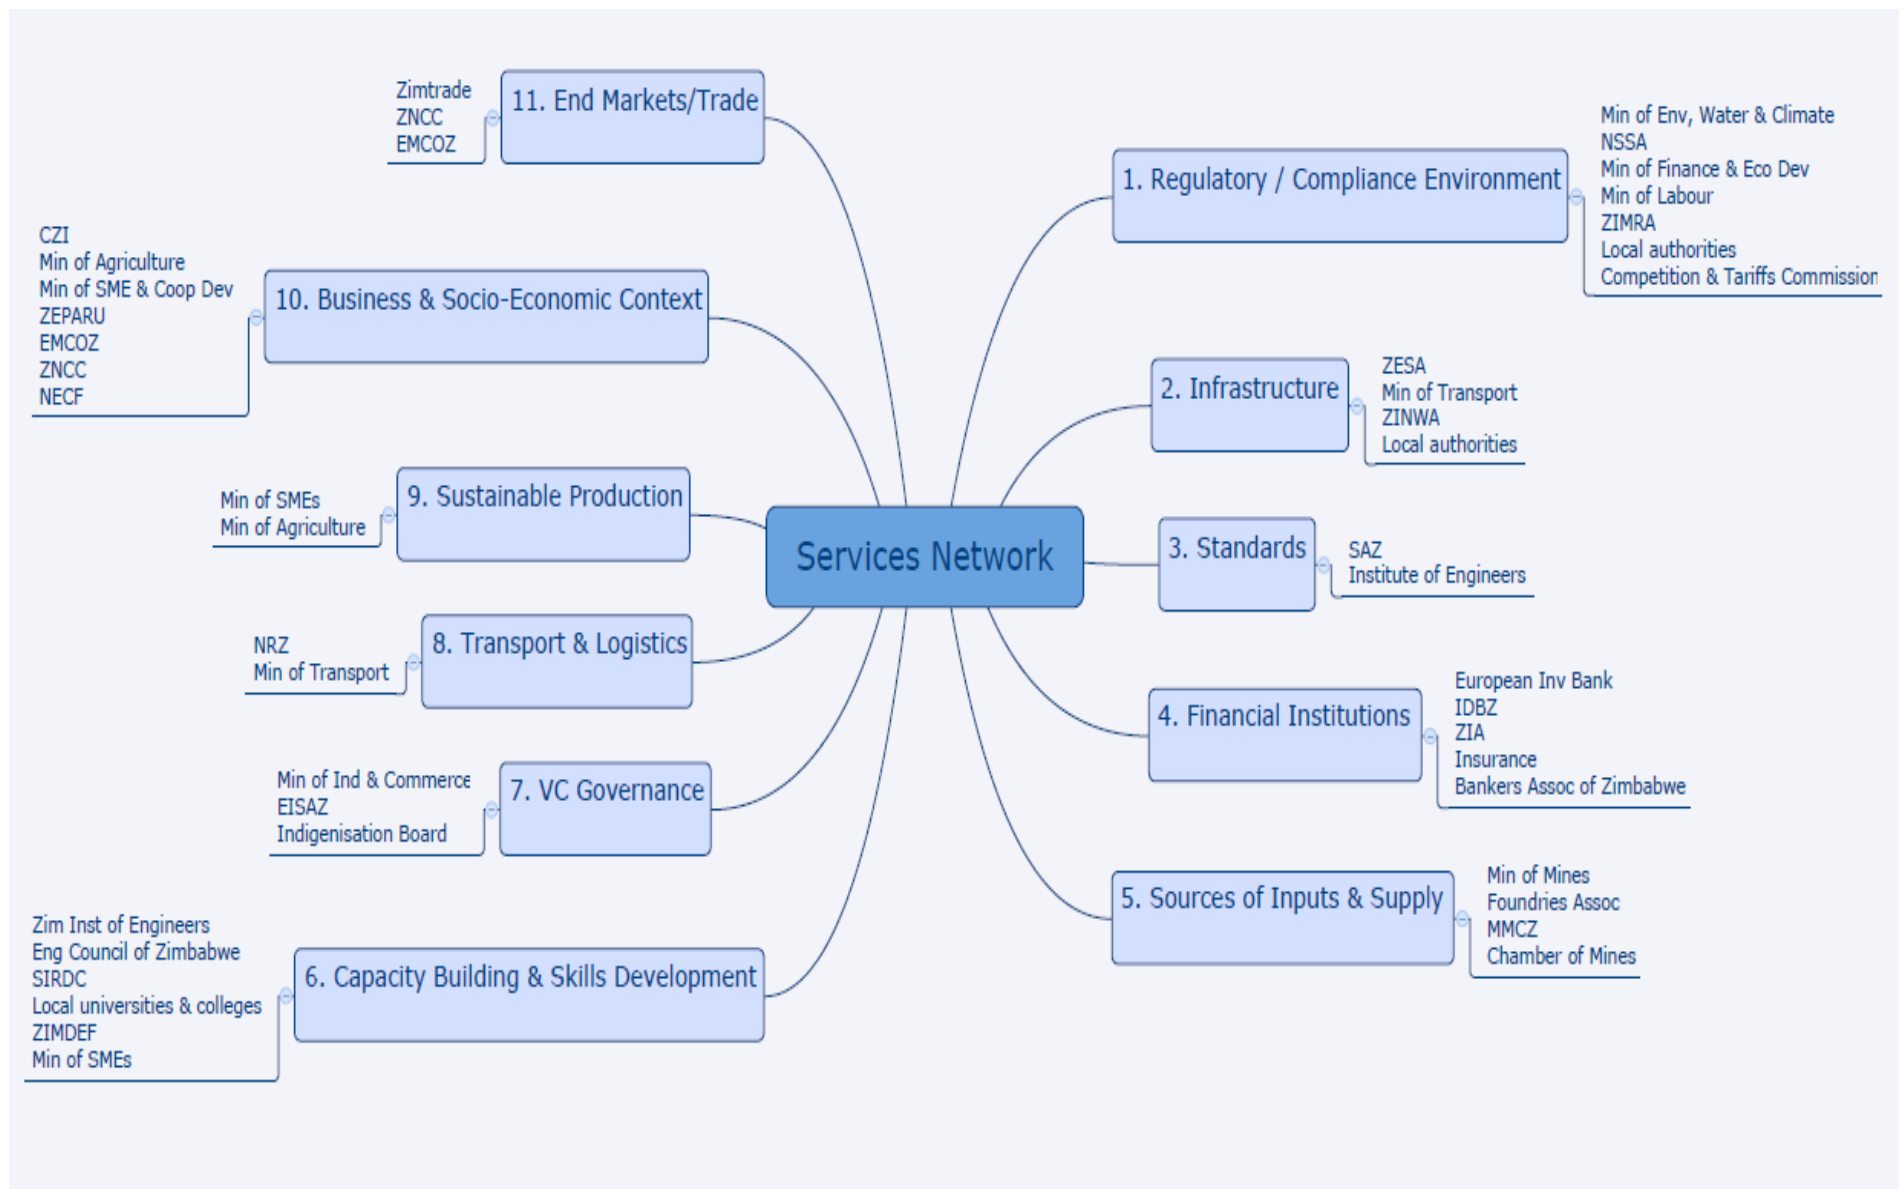 Services Network
1. Regulatory / Compliance Environment
Min of Env, Water & Climate
NSSA
Min of Finance & Eco Dev
Min of Labour
ZIMRA
Local authorities
Competition & Tariffs Commission
2. Infrastructure
ZESA
Min of Transport
ZINWA
Local authorities
3. Standards
SAZ
Institute of Engineers
4. Financial Institutions
European Inv Bank
IDBZ
ZIA
Insurance
Bankers Assoc of Zimbabwe
5. Sources of Inputs & Supply
Min of Mines
Foundries Assoc
MMCZ
Chamber of Mines
6. Capacity Building & Skills Development
Zim Inst of Engineers
Eng Council of Zimbabwe
SIRDC
Local universities & colleges
ZIMDEF
Min of SMEs
7. VC Governance
Min of Ind & Commerce
EISAZ
Indigenisation Board
8. Transport & Logistics
NRZ
Min of Transport
9. Sustainable Production
Min of SMEs
Min of Agriculture
10. Business & Socio-Economic Context
CZI
Min of Agriculture
Min of SME & Coop Dev
ZEPARU
EMCOZ
ZNCC
NECF
11. End Markets/Trade
Zimtrade
ZNCC
EMCOZ